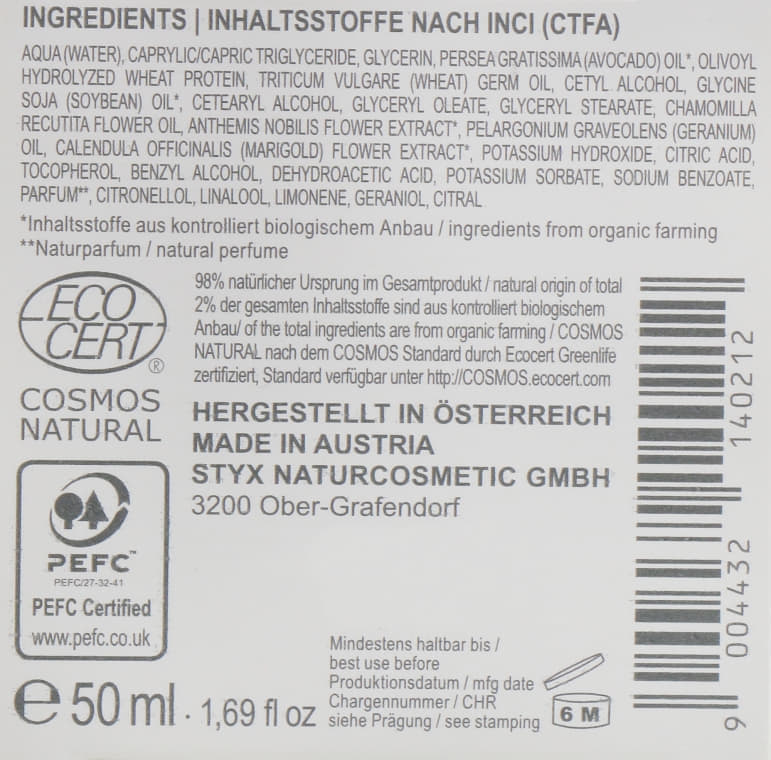 INGREDIENTS | INHALTSSTOFFE NACH INCI (CTFA)
AQUA (WATER), CAPRYLIC/CAPRIC TRIGLYCERIDE, GLYCERIN, PERSEA GRATISSIMA (AVOCADO) OIL*, OLIVOYL
HYDROLYZED WHEAT PROTEIN, TRITICUM VULGARE (WHEAT) GERM OIL, CETYL ALCOHOL, GLYCINE
SOJA (SOYBEAN) OIL*, CETEARYL ALCOHOL, GLYCERYL OLEATE, GLYCERYL STEARATE, CHAMOMILLA
RECUTITA FLOWER OIL, ANTHEMIS NOBILIS FLOWER EXTRACT*, PELARGONIUM GRAVEOLENS (GERANIUM)
OIL, CALENDULA OFFICINALIS (MARIGOLD) FLOWER EXTRACT*, POTASSIUM HYDROXIDE, CITRIC ACID,
TOCOPHEROL, BENZYL ALCOHOL, DEHYDROACETIC ACID, POTASSIUM SORBATE, SODIUM BENZOATE,
PARFUM**, CITRONELLOL, LINALOOL, LIMONENE, GERANIOL, CITRAL
*Inhaltsstoffe aus kontrolliert biologischem Anbau / ingredients from organic farming
**Naturparfum / natural perfume
98% natürlicher Ursprung im Gesamtprodukt / natural origin of total
2% der gesamten Inhaltsstoffe sind aus kontrolliert biologischem
Anbau/ of the total ingredients are from organic farming / COSMOS
NATURAL nach dem COSMOS Standard durch Ecocert Greenlife
zertifiziert, Standard verfügbar unter http://COSMOS.ecocert.com
ECO
CERT
®
COSMOS
NATURAL
HERGESTELLT IN ÖSTERREICH
MADE IN AUSTRIA
STYX NATURCOSMETIC GMBH
3200 Ober-Grafendorf
PEFC™
PEFC/27-32-41
PEFC Certified
www.pefc.co.uk
℮ 50 ml · 1,69 fl oz
Mindestens haltbar bis /
best use before
Produktionsdatum / mfg date
Chargennummer / CHR
siehe Prägung / see stamping
6 M
9 004432 140212